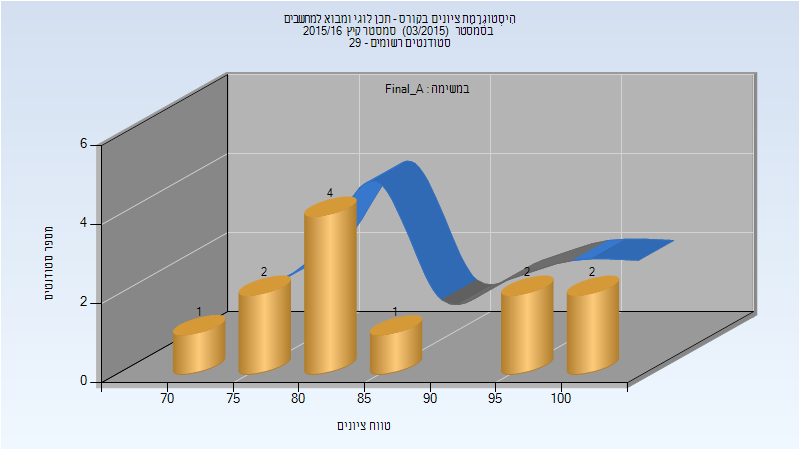 היסטוגרמת ציונים בקורס - תכן לוגי ומבוא למחשבים
בסמסטר (03/2015) סמסטר קיץ 2015/16
סטודנטים רשומים - 29
במשימה : Final_A
מספר סטודנטים
6
4
2
0
1
2
4
1
2
2
70
75
80
85
90
95
100
טווח ציונים